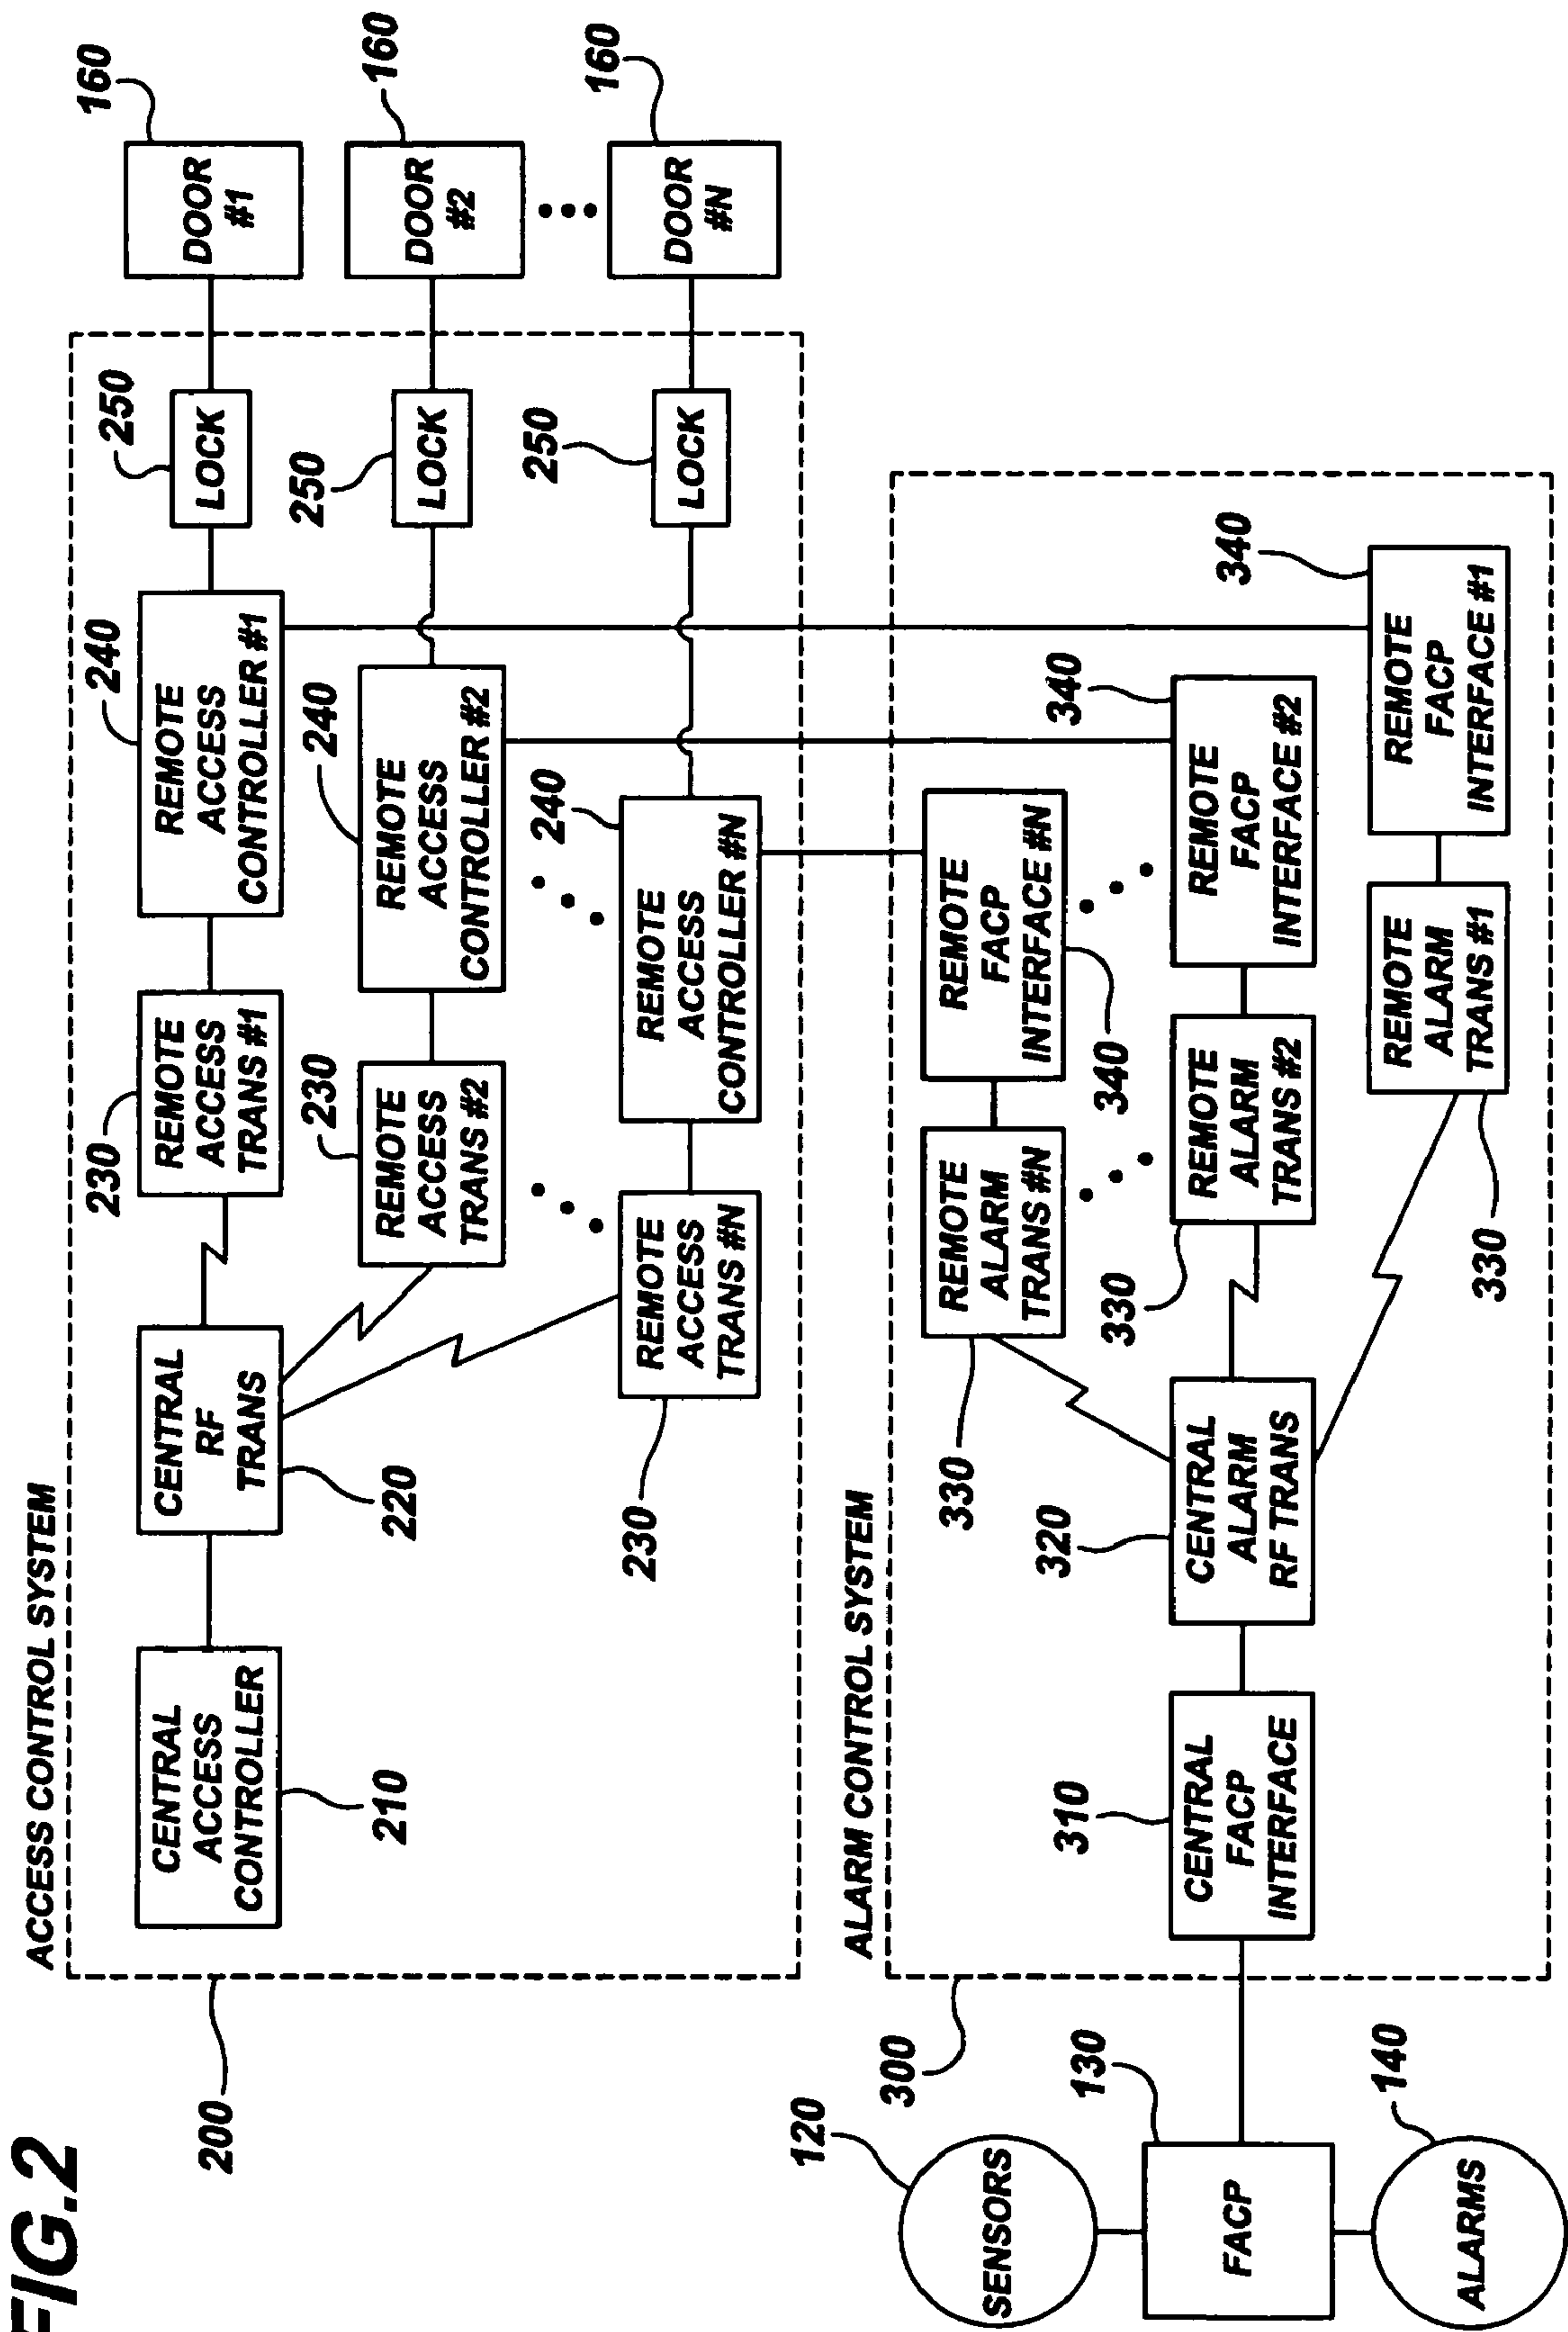 FIG.2
ACCESS CONTROL SYSTEM
200
CENTRAL
ACCESS
CONTROLLER
210
CENTRAL
RF
TRANS
220
230
REMOTE
ACCESS
TRANS #1
240
REMOTE
ACCESS
CONTROLLER #1
250
LOCK
160
DOOR
#1
230
REMOTE
ACCESS
TRANS #2
240
REMOTE
ACCESS
CONTROLLER #2
250
LOCK
160
DOOR
#2
230
REMOTE
ACCESS
TRANS #N
240
REMOTE
ACCESS
CONTROLLER #N
250
LOCK
160
DOOR
#N
ALARM CONTROL SYSTEM
300
120
SENSORS
130
FACP
140
ALARMS
310
CENTRAL
FACP
INTERFACE
320
CENTRAL
ALARM
RF TRANS
330
REMOTE
ALARM
TRANS #N
340
REMOTE
FACP
INTERFACE #N
330
REMOTE
ALARM
TRANS #2
340
REMOTE
FACP
INTERFACE #2
330
REMOTE
ALARM
TRANS #1
340
REMOTE
FACP
INTERFACE #1